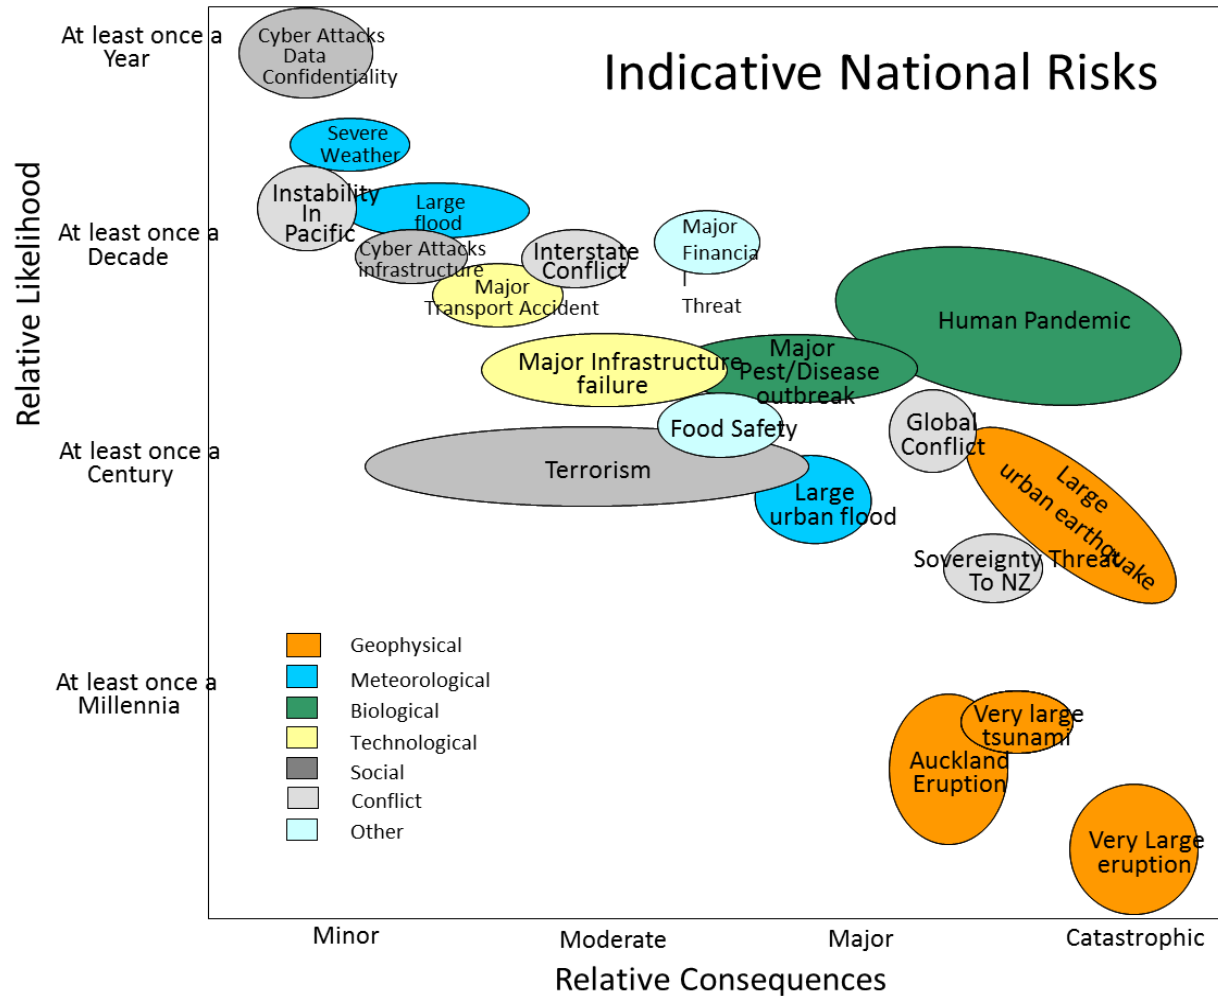 Indicative National Risks
Relative Likelihood
At least once a
Year
At least once a
Decade
At least once a
Century
At least once a
Millennia
Cyber Attacks
Data
Confidentiality
Severe
Weather
Instability
In
Pacific
Large
flood
Cyber Attacks
infrastructure
Interstate
Conflict
Major
Financia
l
Threat
Major
Transport Accident
Human Pandemic
Major Infrastructure
failure
Major
Pest/Disease
outbreak
Food Safety
Global
Conflict
Terrorism
Large
urban flood
Large
urban earthquake
Sovereignty Threat
To NZ
Very large
tsunami
Auckland
Eruption
Very Large
eruption
Geophysical
Meteorological
Biological
Technological
Social
Conflict
Other
Minor
Moderate
Major
Catastrophic
Relative Consequences